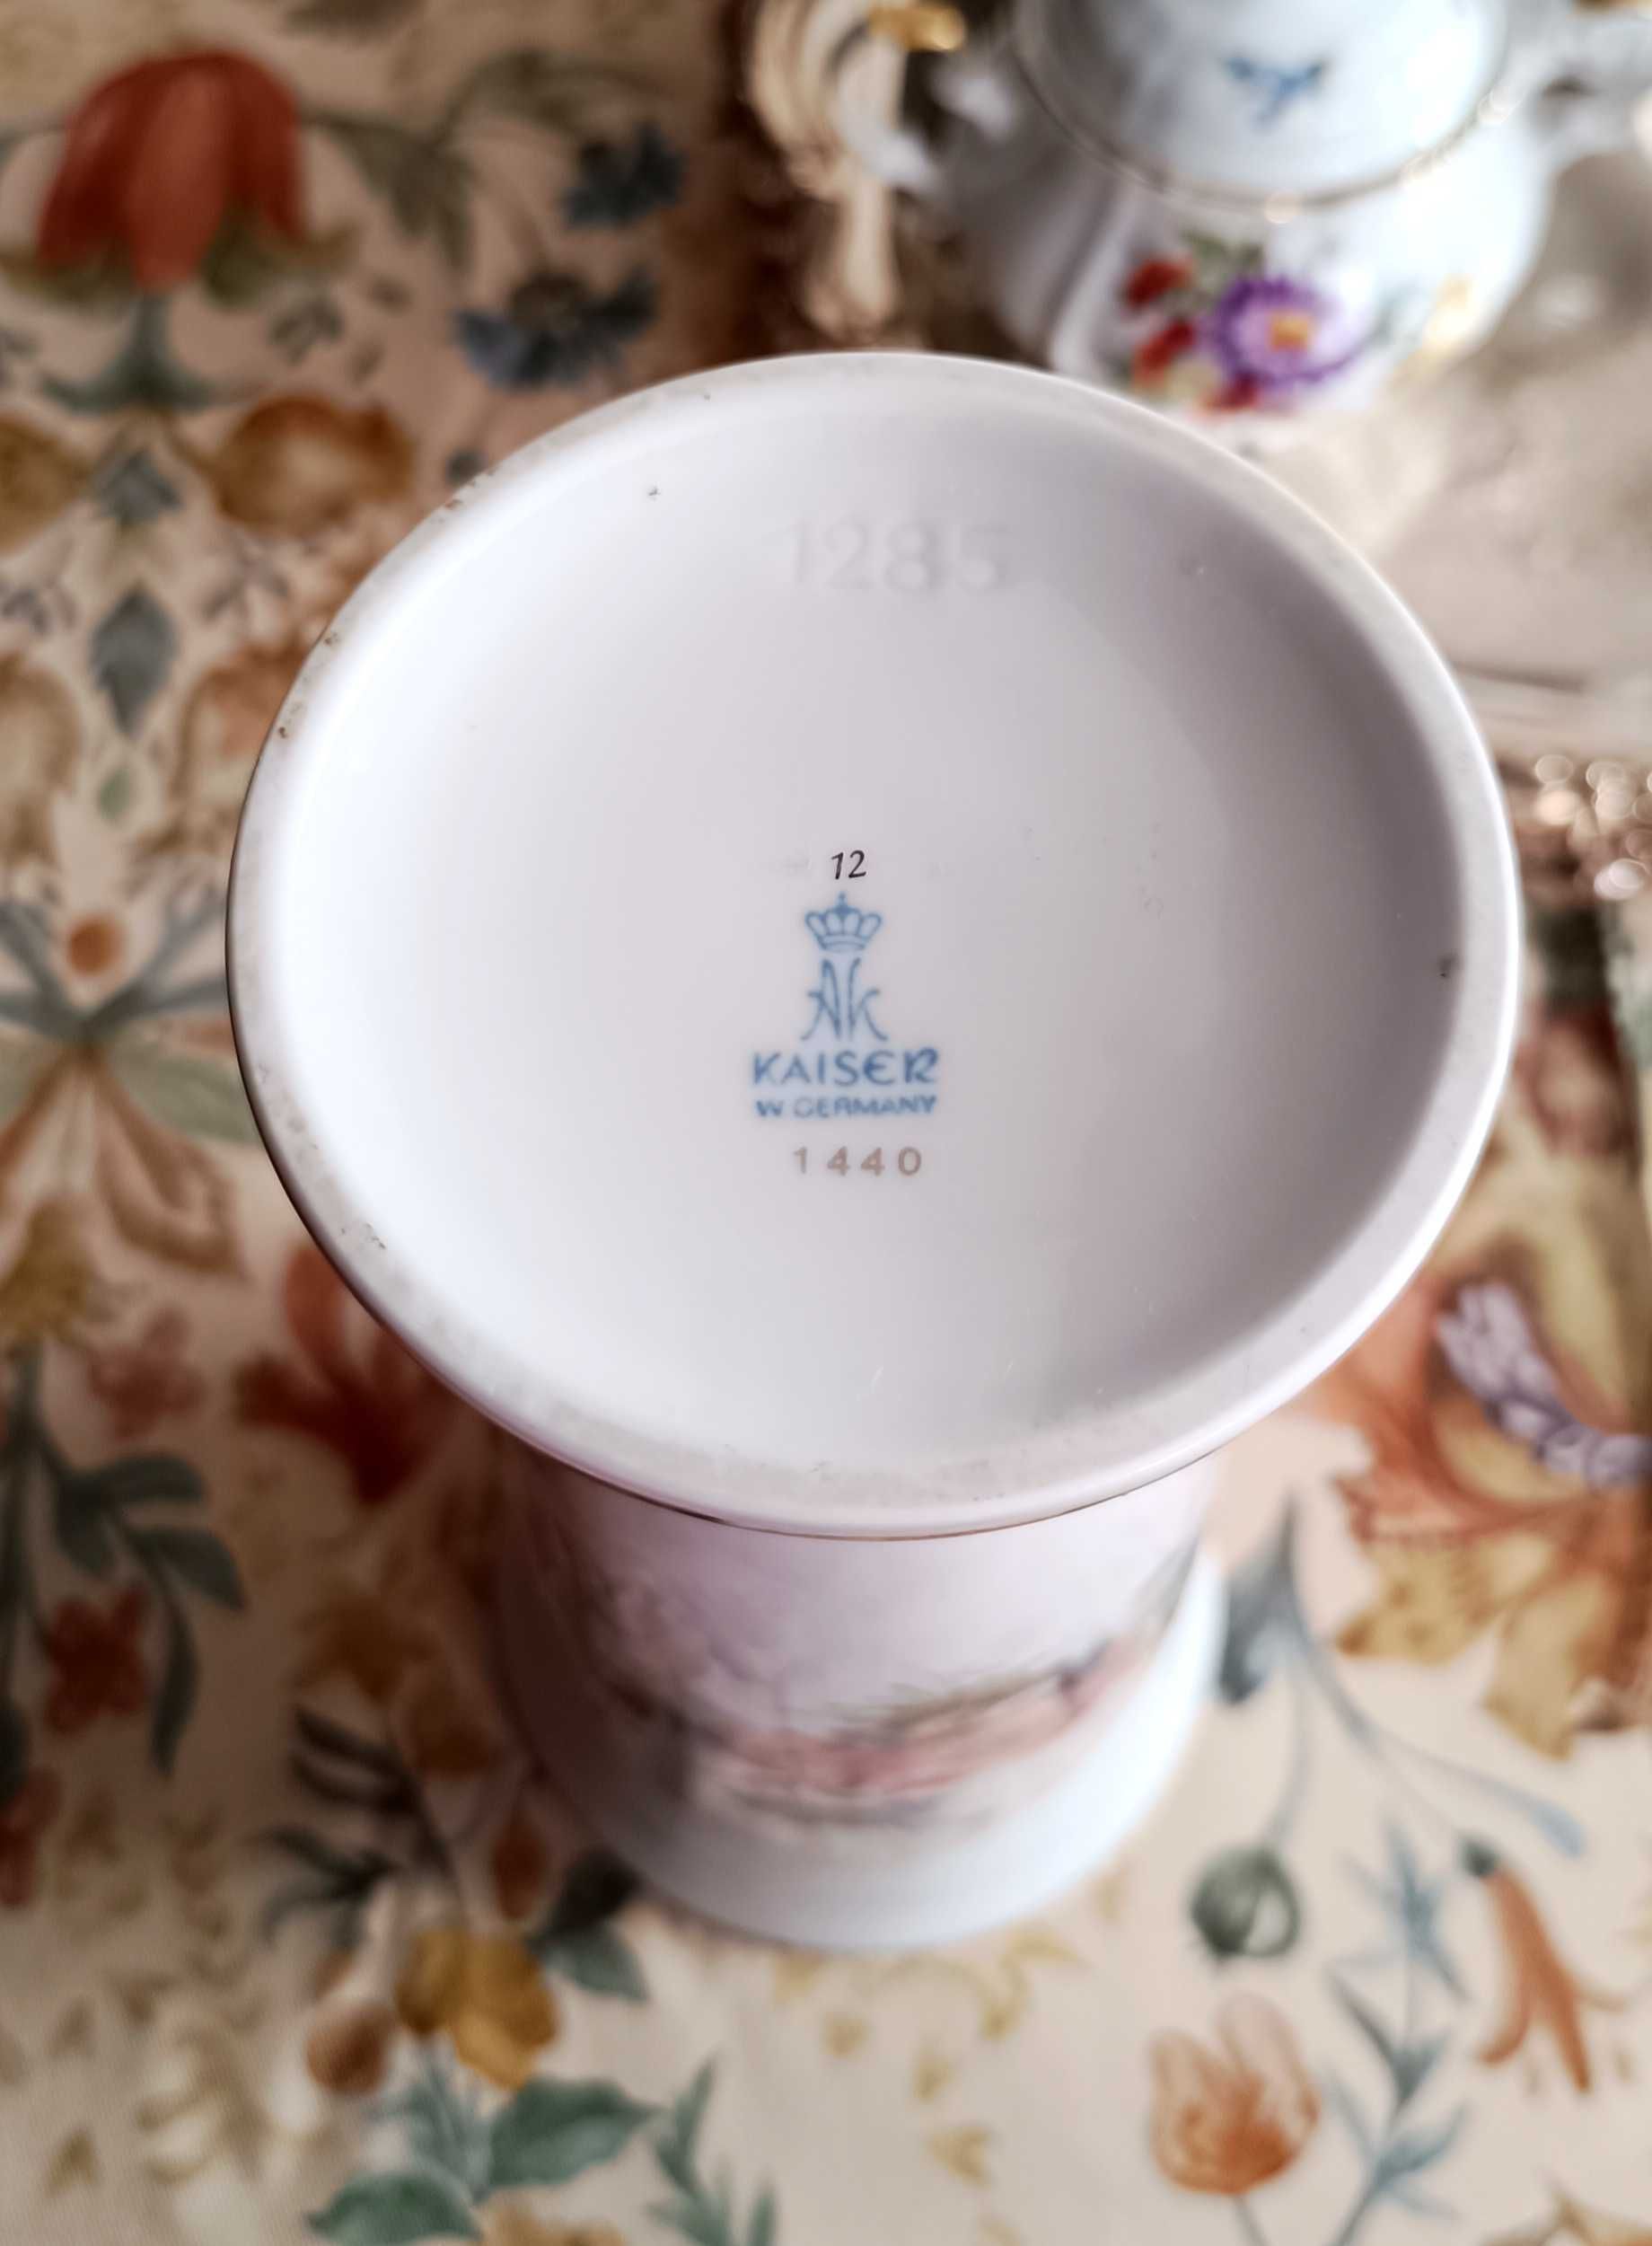 1285
12
AK
KAISER
W. GERMANY
1440